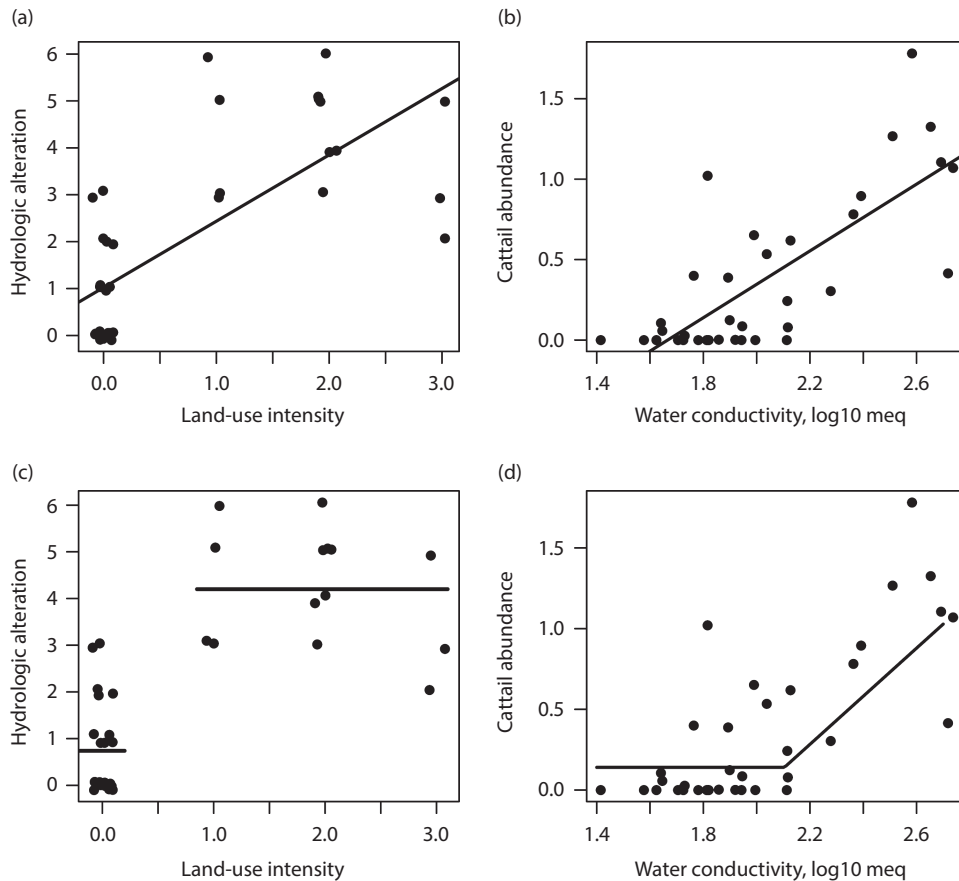 (a)
6
5
4
3
2
1
0
Hydrologic alteration
0.0 1.0 2.0 3.0
Land-use intensity
(b)
1.5
1.0
0.5
0.0
Cattail abundance
1.4 1.8 2.2 2.6
Water conductivity, log10 meq
(c)
6
5
4
3
2
1
0
Hydrologic alteration
0.0 1.0 2.0 3.0
Land-use intensity
(d)
1.5
1.0
0.5
0.0
Cattail abundance
1.4 1.8 2.2 2.6
Water conductivity, log10 meq